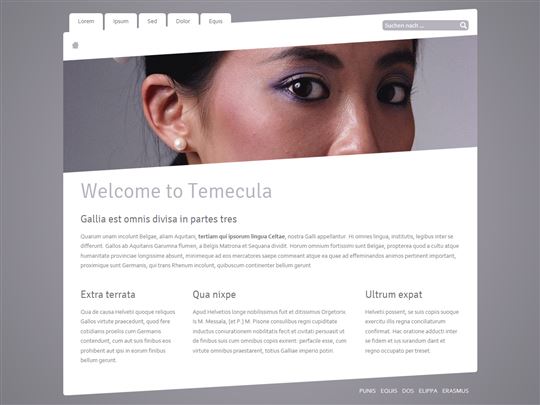 Lorem Ipsum Sed Dolor Equis
Suchen nach ...
Welcome to Temecula
Gallia est omnis divisa in partes tres
Quarum unam incolunt Belgae, aliam Aquitani, tertiam qui ipsorum lingua Celtae, nostra Galli appellantur. Hi omnes lingua, institutis, legibus inter se
differunt. Gallos ab Aquitanis Garumna flumen, a Belgis Matrona et Sequana dividit. Horum omnium fortissimi sunt Belgae, propterea quod a cultu atque
humanitate provinciae longissime absunt, minimeque ad eos mercatores saepe commeant atque ea quae ad effeminandos animos pertinent important,
proximique sunt Germanis, qui trans Rhenum incolunt, quibuscum continenter bellum gerunt.
Extra terrata
Cua de causa Helvetii quoque reliquos
Gallos virtute praecedunt, quod fere
cotidianis proeliis cum Germanis
contendunt, cum aut suis finibus eos
prohibent aut ipsi in eorum finibus
bellum gerunt.
Qua nixpe
Apud Helvetios longe nobilissimus fuit et ditissimus Orgetorix.
Is M. Messala, [et P.] M. Pisone consulibus regni cupiditate
inductus coniurationem nobilitatis fecit et civitati persuasit ut
de finibus suis cum omnibus copiis exirent: perfacile esse, cum
virtute omnibus praestarent, totius Galliae imperio potiri.
Ultrum expat
Helvetii possent, se suis copiis suoque
exercitu illis regna conciliaturum
confirmat. Hac oratione adducti inter
se fidem et ius iurandum dant et
regno occupato per treset.
PUNIS EQUIS DOS ELIPPA ERASMUS